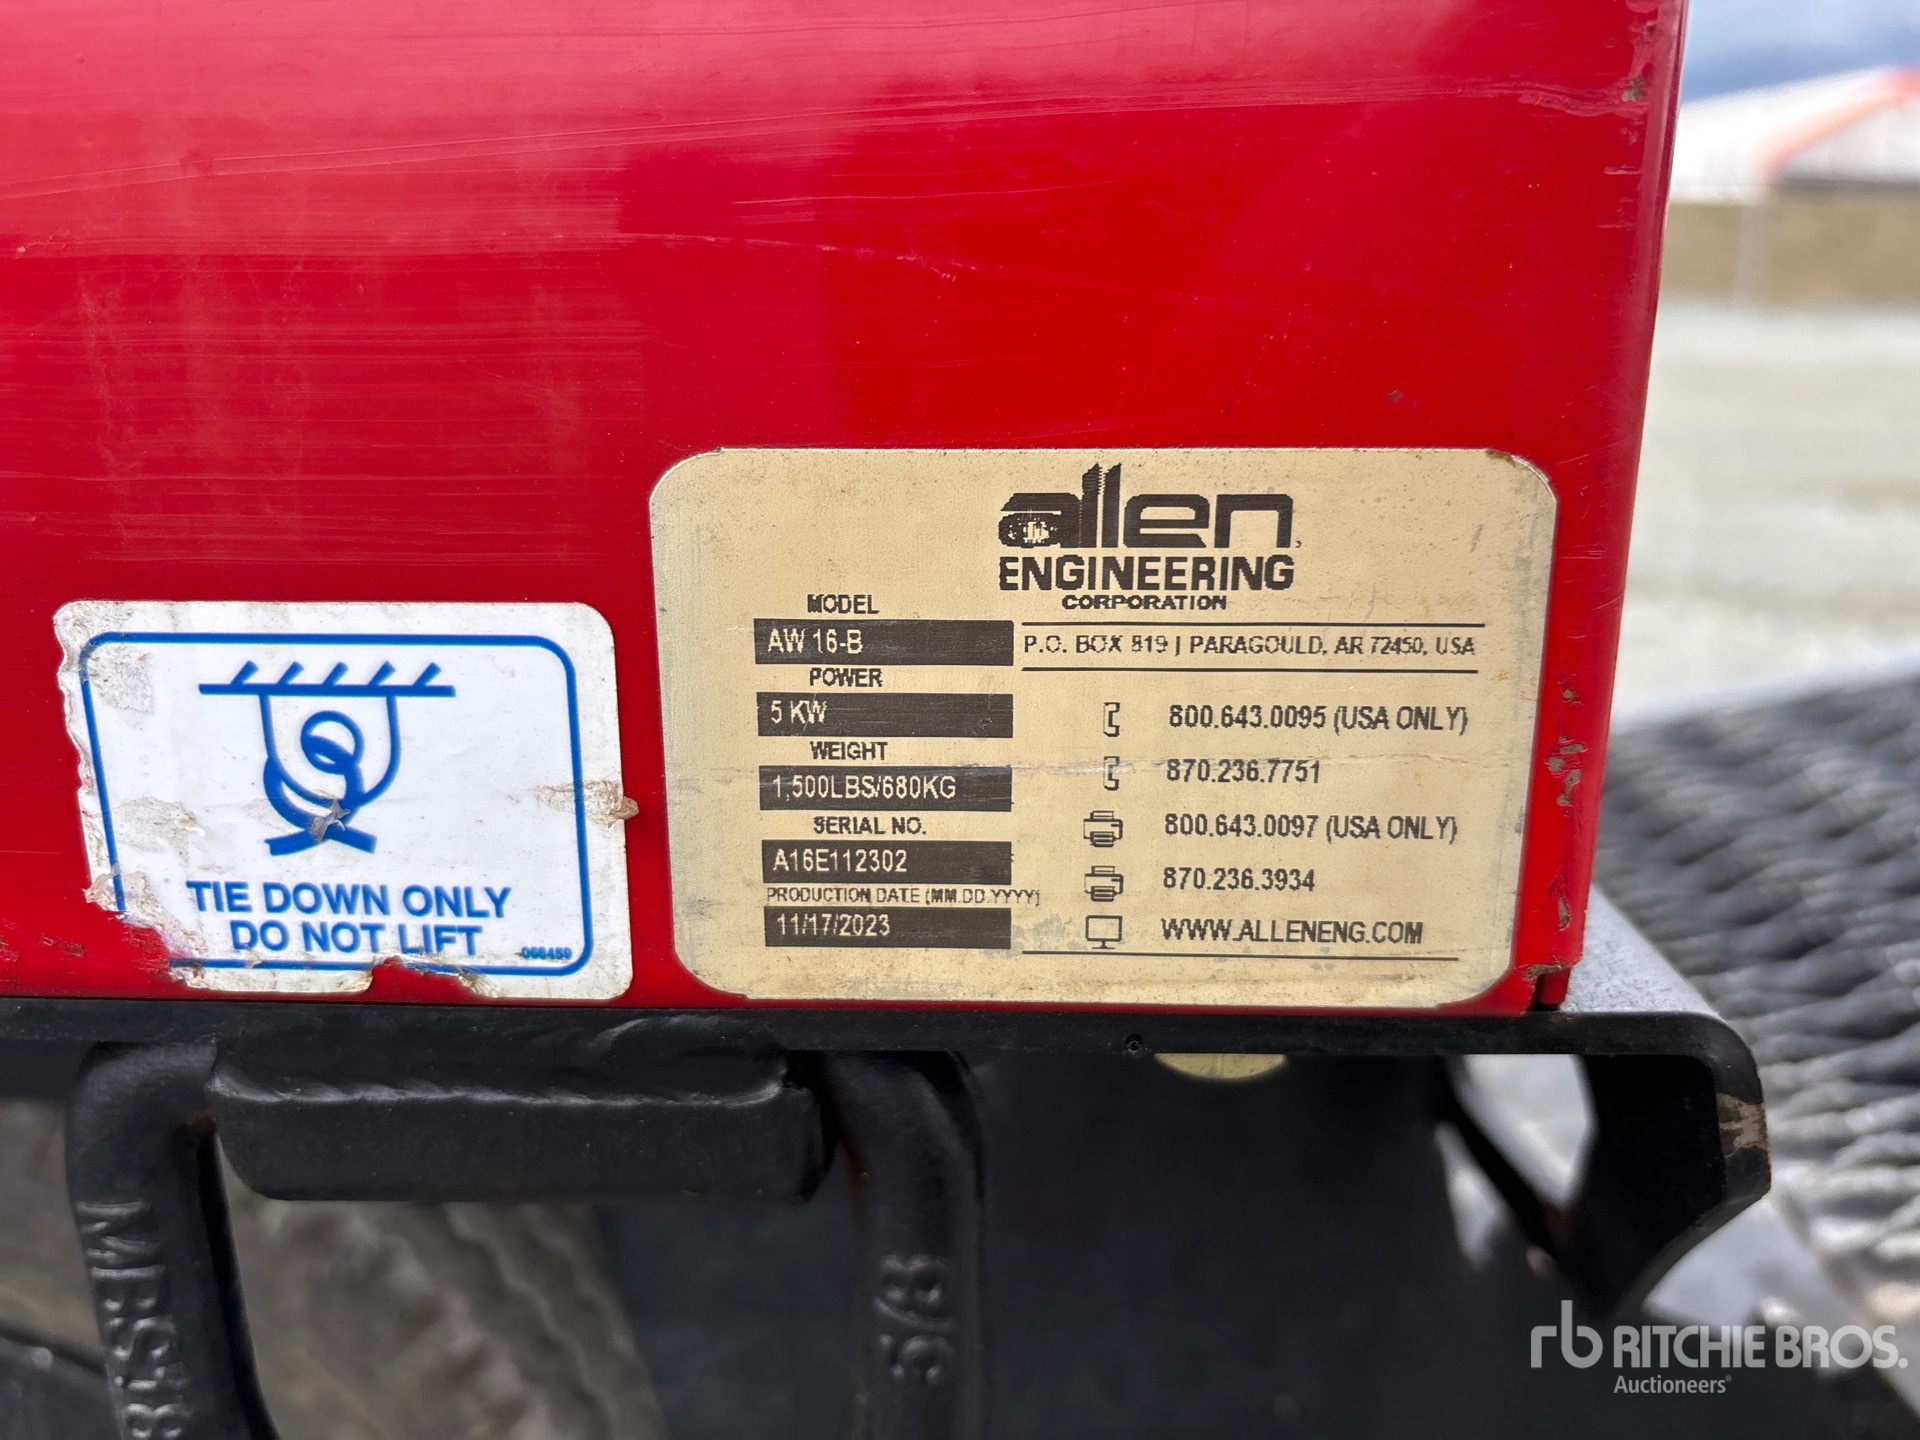 allen
ENGINEERING
CORPORATION
MODEL
AW 16-B
P.O. BOX 819 | PARAGOULD, AR 72450, USA
POWER
5 KW
800.643.0095 (USA ONLY)
WEIGHT
1,500LBS/680KG
870.236.7751
SERIAL NO.
A16E112302
800.643.0097 (USA ONLY)
PRODUCTION DATE (MM.DD.YYYY)
11/17/2023
870.236.3934
WWW.ALLENENG.COM
TIE DOWN ONLY
DO NOT LIFT
068459
5/8
rb RITCHIE BROS.
Auctioneers®